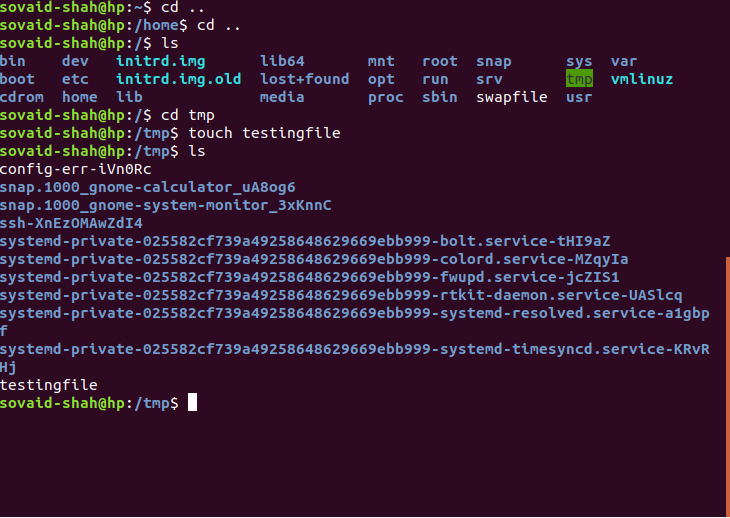 sovaid-shah@hp:~$ cd ..
sovaid-shah@hp:/home$ cd ..
sovaid-shah@hp:/$ ls
bin    dev   initrd.img      lib64       mnt   root  snap      sys  var
boot   etc   initrd.img.old  lost+found  opt   run   srv       tmp  vmlinuz
cdrom  home  lib             media       proc  sbin  swapfile  usr
sovaid-shah@hp:/$ cd tmp
sovaid-shah@hp:/tmp$ touch testingfile
sovaid-shah@hp:/tmp$ ls
config-err-iVn0Rc
snap.1000_gnome-calculator_uA8og6
snap.1000_gnome-system-monitor_3xKnnC
ssh-XnEzOMAwZdI4
systemd-private-025582cf739a49258648629669ebb999-bolt.service-tHI9aZ
systemd-private-025582cf739a49258648629669ebb999-colord.service-MZqyIa
systemd-private-025582cf739a49258648629669ebb999-fwupd.service-jcZIS1
systemd-private-025582cf739a49258648629669ebb999-rtkit-daemon.service-UASlcq
systemd-private-025582cf739a49258648629669ebb999-systemd-resolved.service-a1gbp
f
systemd-private-025582cf739a49258648629669ebb999-systemd-timesyncd.service-KRvR
Hj
testingfile
sovaid-shah@hp:/tmp$